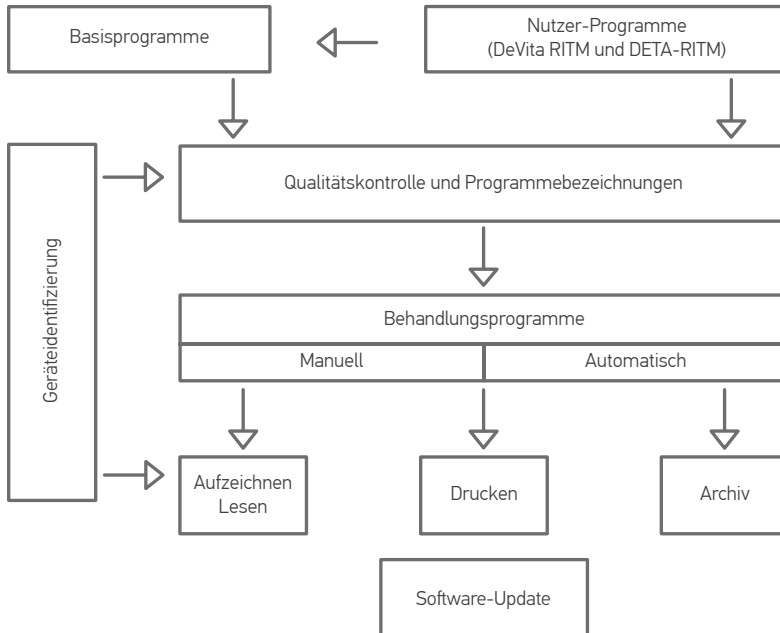 Basisprogramme
Nutzer-Programme
(DeVita RITM und DETA-RITM)
Geräteidentifizierung
Qualitätskontrolle und Programmebezeichnungen
Behandlungsprogramme
Manuell
Automatisch
Aufzeichnen
Lesen
Drucken
Archiv
Software-Update